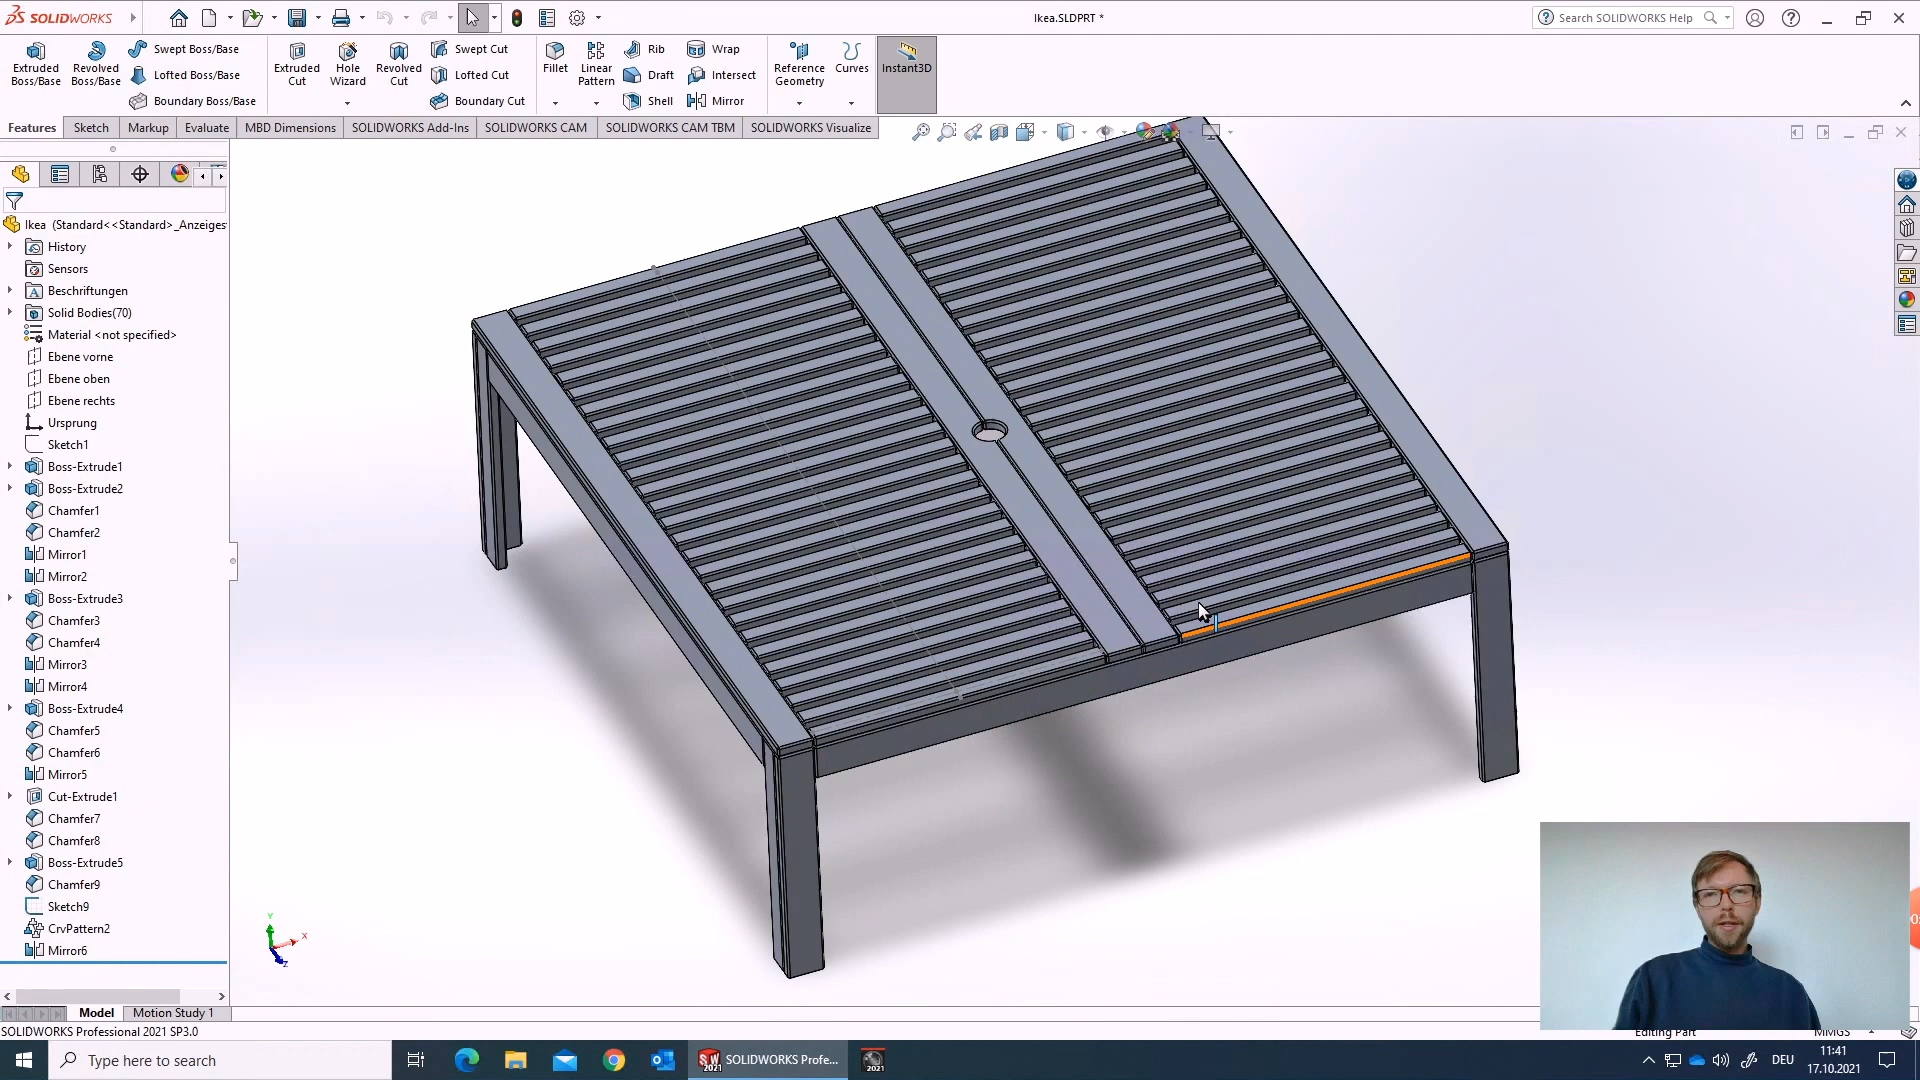 SOLIDWORKS
Ikea.SLDPRT *
Search SOLIDWORKS Help
Extruded Boss/Base
Revolved Boss/Base
Swept Boss/Base
Lofted Boss/Base
Boundary Boss/Base
Extruded Cut
Hole Wizard
Revolved Cut
Swept Cut
Lofted Cut
Boundary Cut
Fillet
Linear Pattern
Rib
Draft
Shell
Wrap
Intersect
Mirror
Reference Geometry
Curves
Instant3D
Features
Sketch
Markup
Evaluate
MBD Dimensions
SOLIDWORKS Add-Ins
SOLIDWORKS CAM
SOLIDWORKS CAM TBM
SOLIDWORKS Visualize
Ikea (Standard<<Standard>_Anzeiges
History
Sensors
Beschriftungen
Solid Bodies(70)
Material <not specified>
Ebene vorne
Ebene oben
Ebene rechts
Ursprung
Sketch1
Boss-Extrude1
Boss-Extrude2
Chamfer1
Chamfer2
Mirror1
Mirror2
Boss-Extrude3
Chamfer3
Chamfer4
Mirror3
Mirror4
Boss-Extrude4
Chamfer5
Chamfer6
Mirror5
Cut-Extrude1
Chamfer7
Chamfer8
Boss-Extrude5
Chamfer9
Sketch9
CrvPattern2
Mirror6
Y
X
Z
Model
Motion Study 1
SOLIDWORKS Professional 2021 SP3.0
Editing Part
MMGS
Type here to search
SOLIDWORKS Profe...
DEU
11:41
17.10.2021